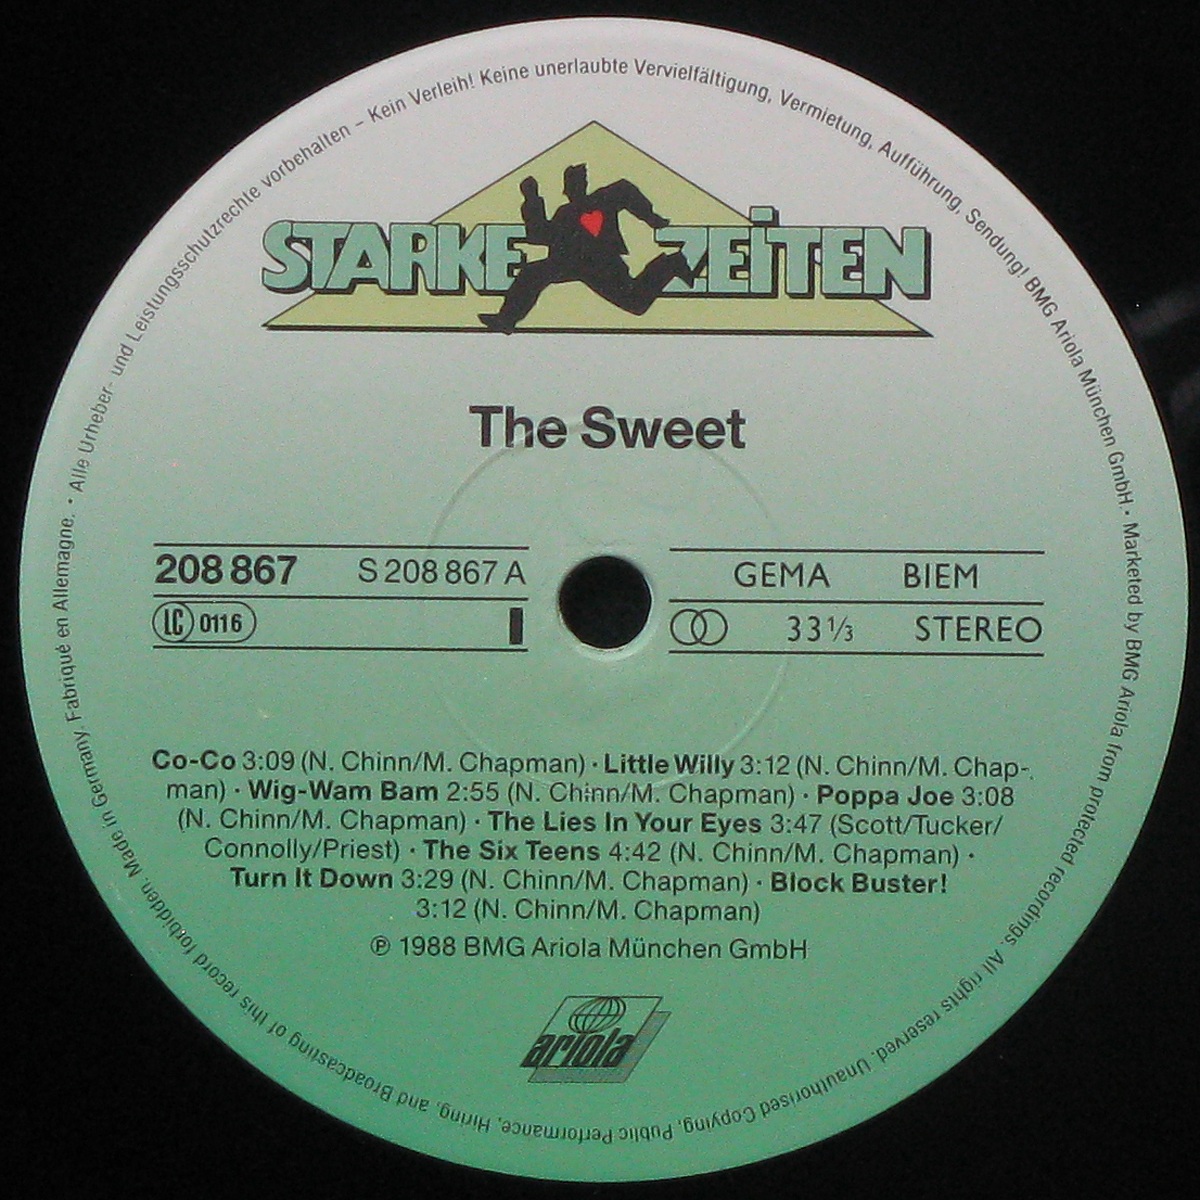 Alle Urheber- und Leistungsschutzrechte vorbehalten – Kein Verleih! Keine unerlaubte Vervielfältigung, Vermietung, Aufführung, Sendung! BMG Ariola München GmbH. · Marketed by BMG Ariola from protected recordings. All rights reserved. Unauthorised Copying, Public Performance, Hiring, and Broadcasting of this record forbidden. Made in Germany. Fabriqué en Allemagne. ·
STARKE ZEITEN
The Sweet
208 867 S 208 867 A
LC 0116 I
GEMA BIEM
33 1/3 STEREO
Co-Co 3:09 (N. Chinn/M. Chapman) · Little Willy 3:12 (N. Chinn/M. Chap-
man) · Wig-Wam Bam 2:55 (N. Chinn/M. Chapman) · Poppa Joe 3:08
(N. Chinn/M. Chapman) · The Lies In Your Eyes 3:47 (Scott/Tucker/
Connolly/Priest) · The Six Teens 4:42 (N. Chinn/M. Chapman) ·
Turn It Down 3:29 (N. Chinn/M. Chapman) · Block Buster!
3:12 (N. Chinn/M. Chapman)
℗ 1988 BMG Ariola München GmbH
ariola